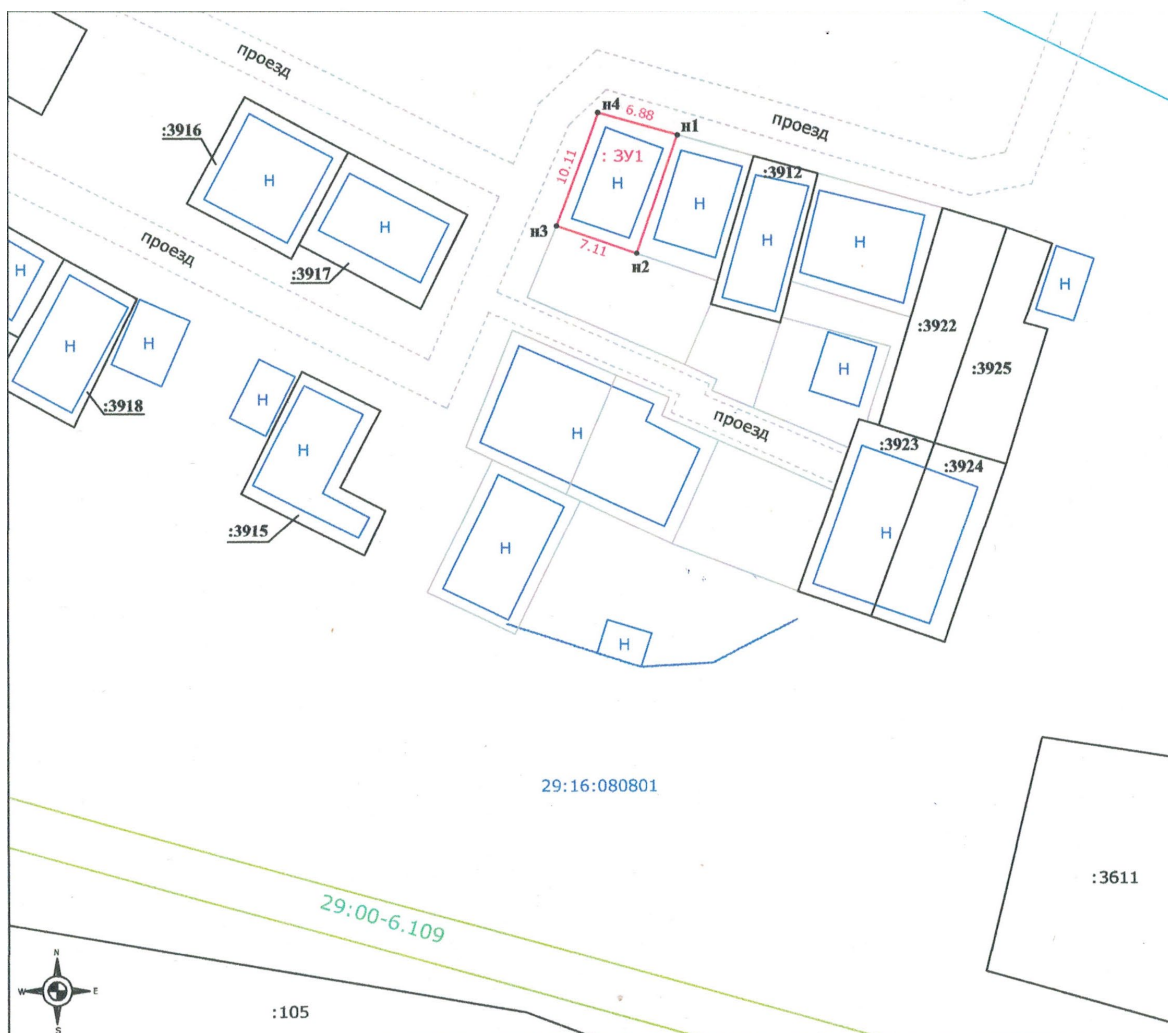 проезд
:3916
Н
Н
:3917
н4
6.88
н1
проезд
: ЗУ1
10.11
Н
н3
7.11
н2
Н
:3912
Н
Н
Н
:3922
:3925
проезд
Н
Н
Н
:3918
Н
Н
:3915
Н
Н
проезд
:3923
:3924
Н
Н
Н
29:16:080801
:3611
29:00-6.109
N
W
E
S
:105